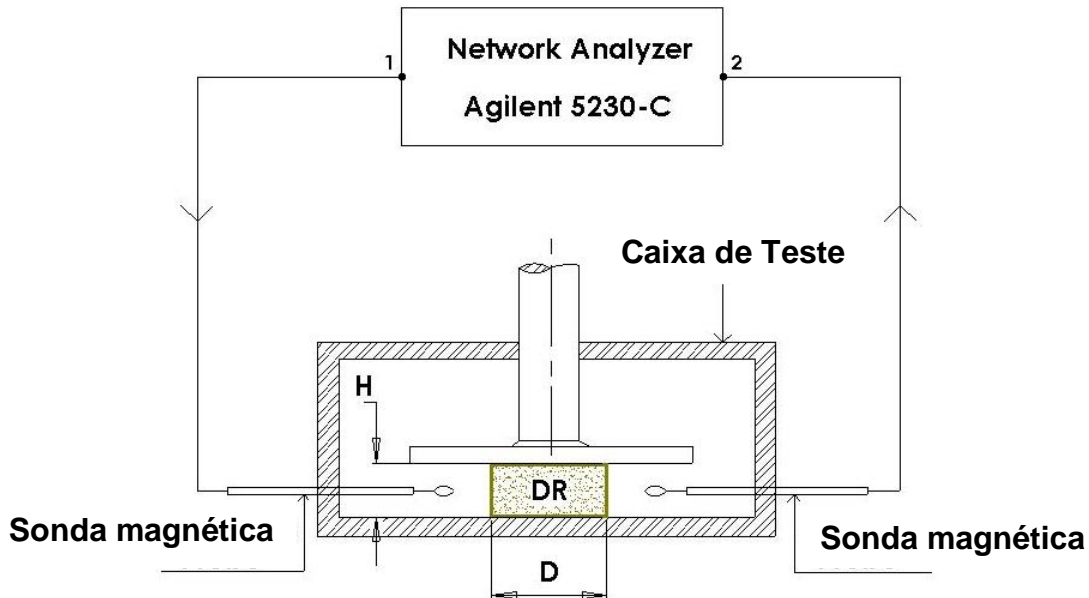 Network Analyzer
1
2
Agilent 5230-C
Caixa de Teste
H
DR
Sonda magnética
Sonda magnética
D